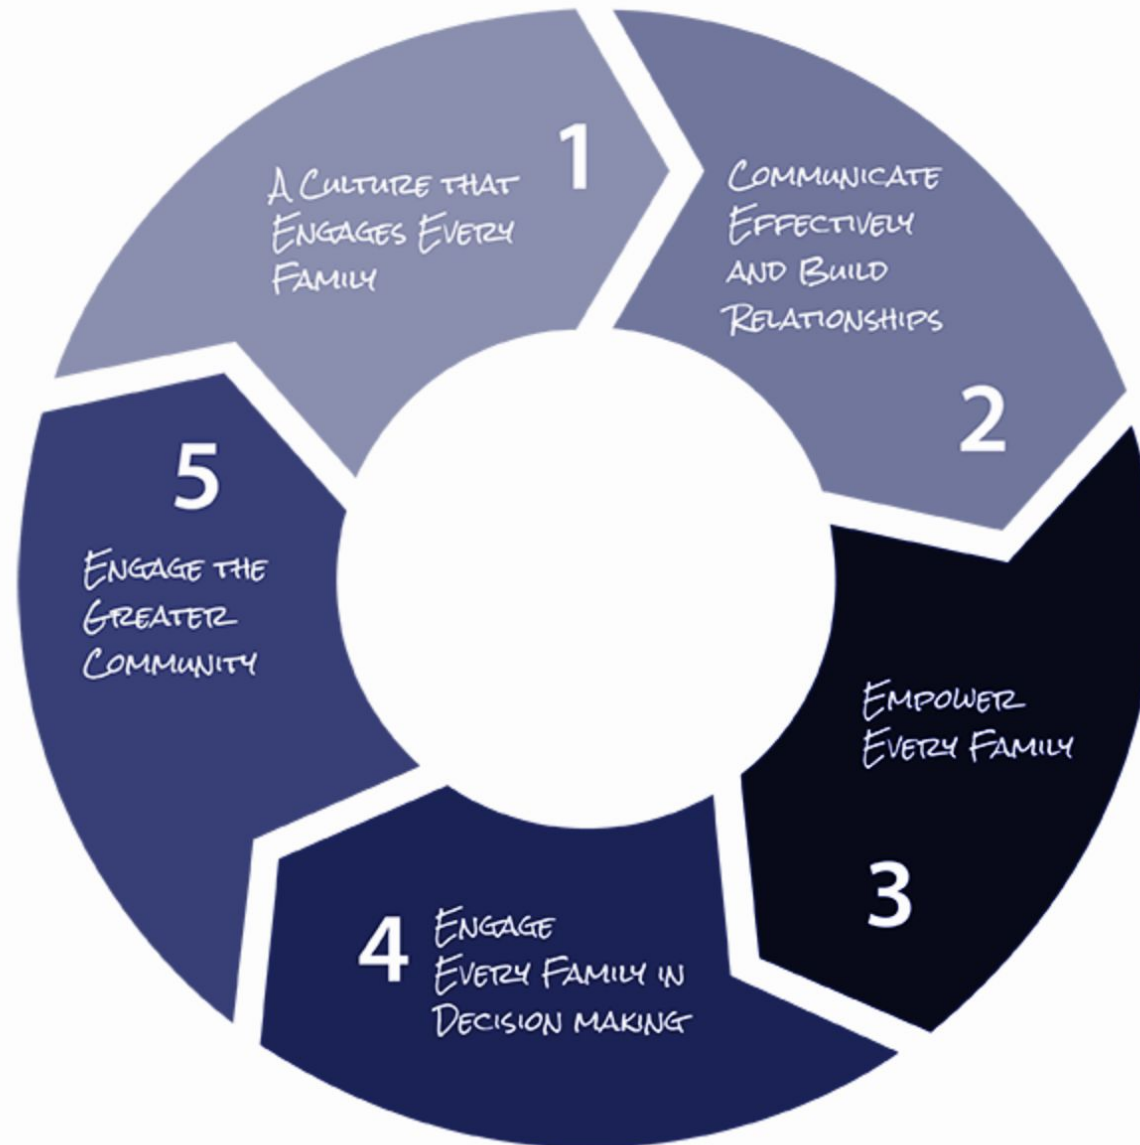 1
A Culture that
Engages Every
Family
Communicate
Effectively
and Build
Relationships
2
Empower
Every Family
3
4
Engage
Every Family in
Decision making
5
Engage the
Greater
Community